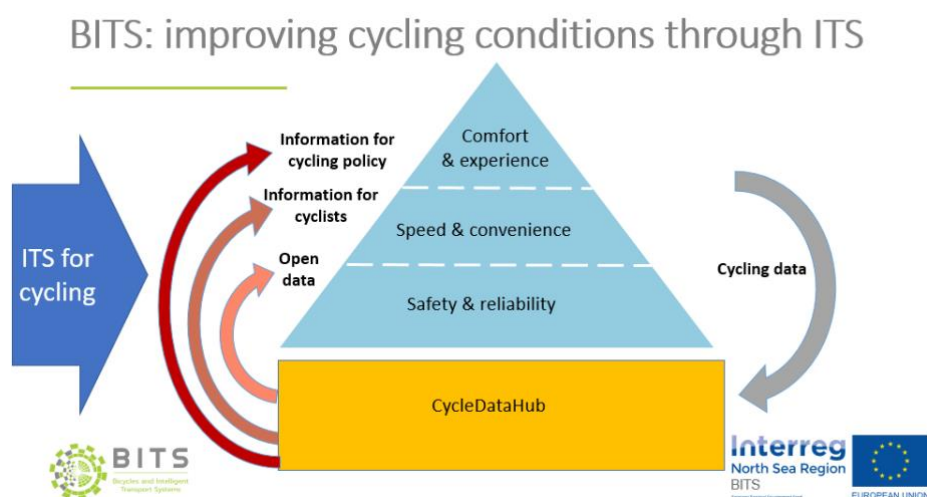 BITS: improving cycling conditions through ITS
Information for
cycling policy
Comfort
& experience
Information for
cyclists
ITS for
cycling
Speed & convenience
Open
data
Cycling data
Safety & reliability
CycleDataHub
BITS
Bicycles and Intelligent
Transport Systems
Interreg
North Sea Region
BITS
EUROPEAN UNION